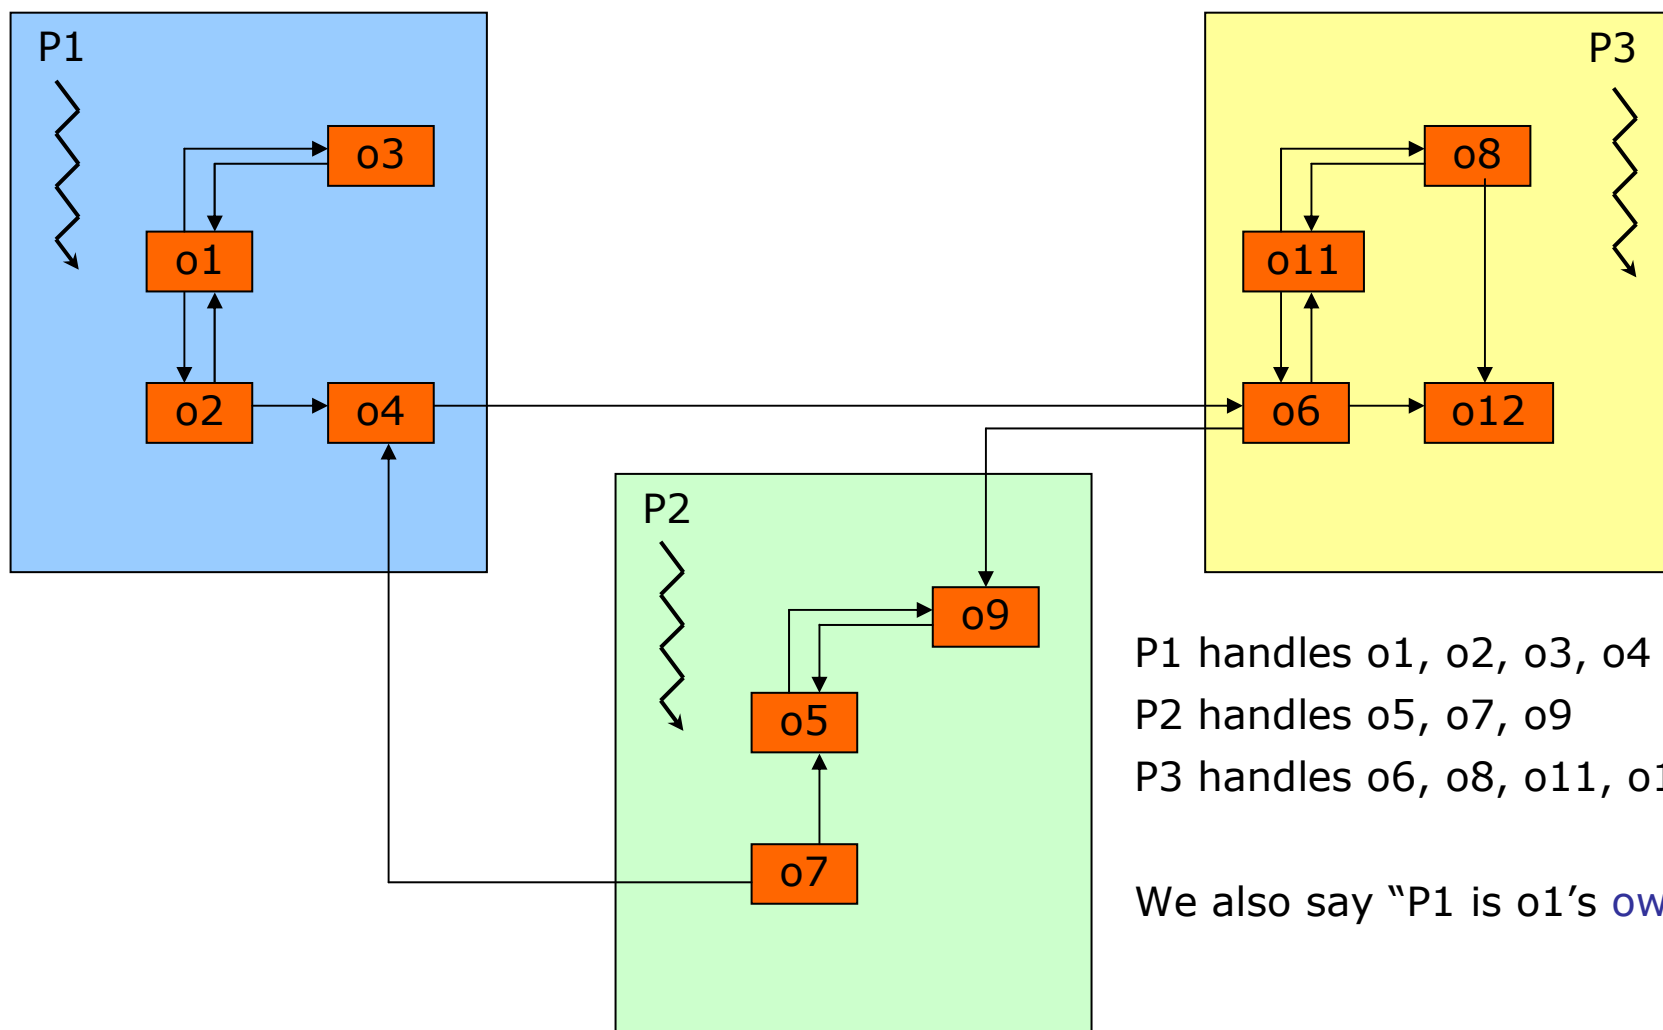 P1
P3
o3
o8
o1
o11
o2
o4
o6
o12
P2
o9
o5
o7
P1 handles o1, o2, o3, o4
P2 handles o5, o7, o9
P3 handles o6, o8, o11,
We also say “P1 is o1’s